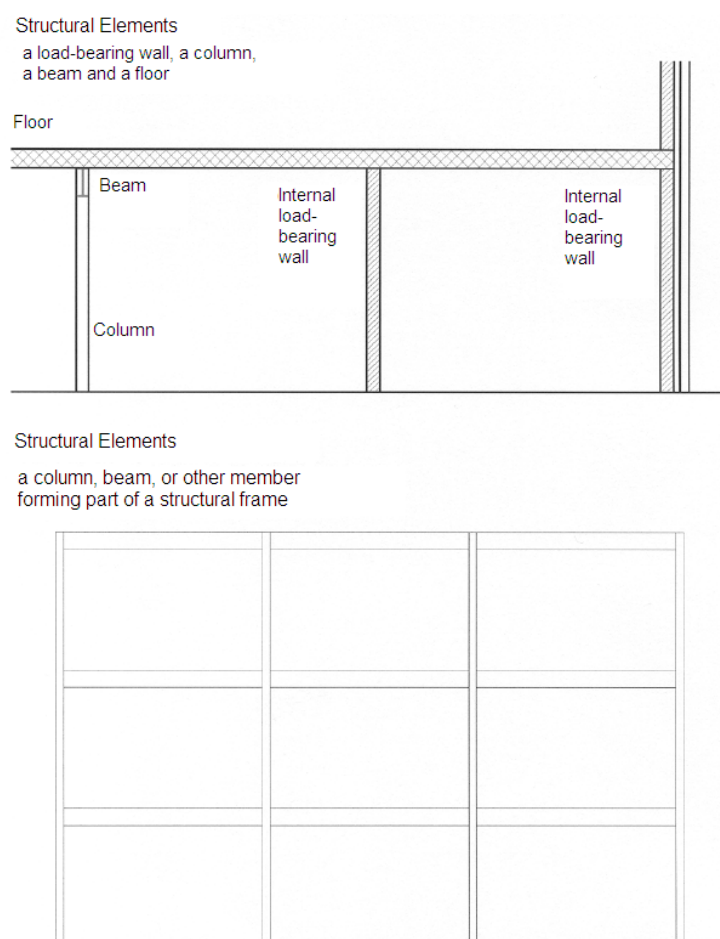 Structural Elements
a load-bearing wall, a column,
a beam and a floor
Floor
Beam
Internal
load-
bearing
wall
Internal
load-
bearing
wall
Column
Structural Elements
a column, beam, or other member
forming part of a structural frame